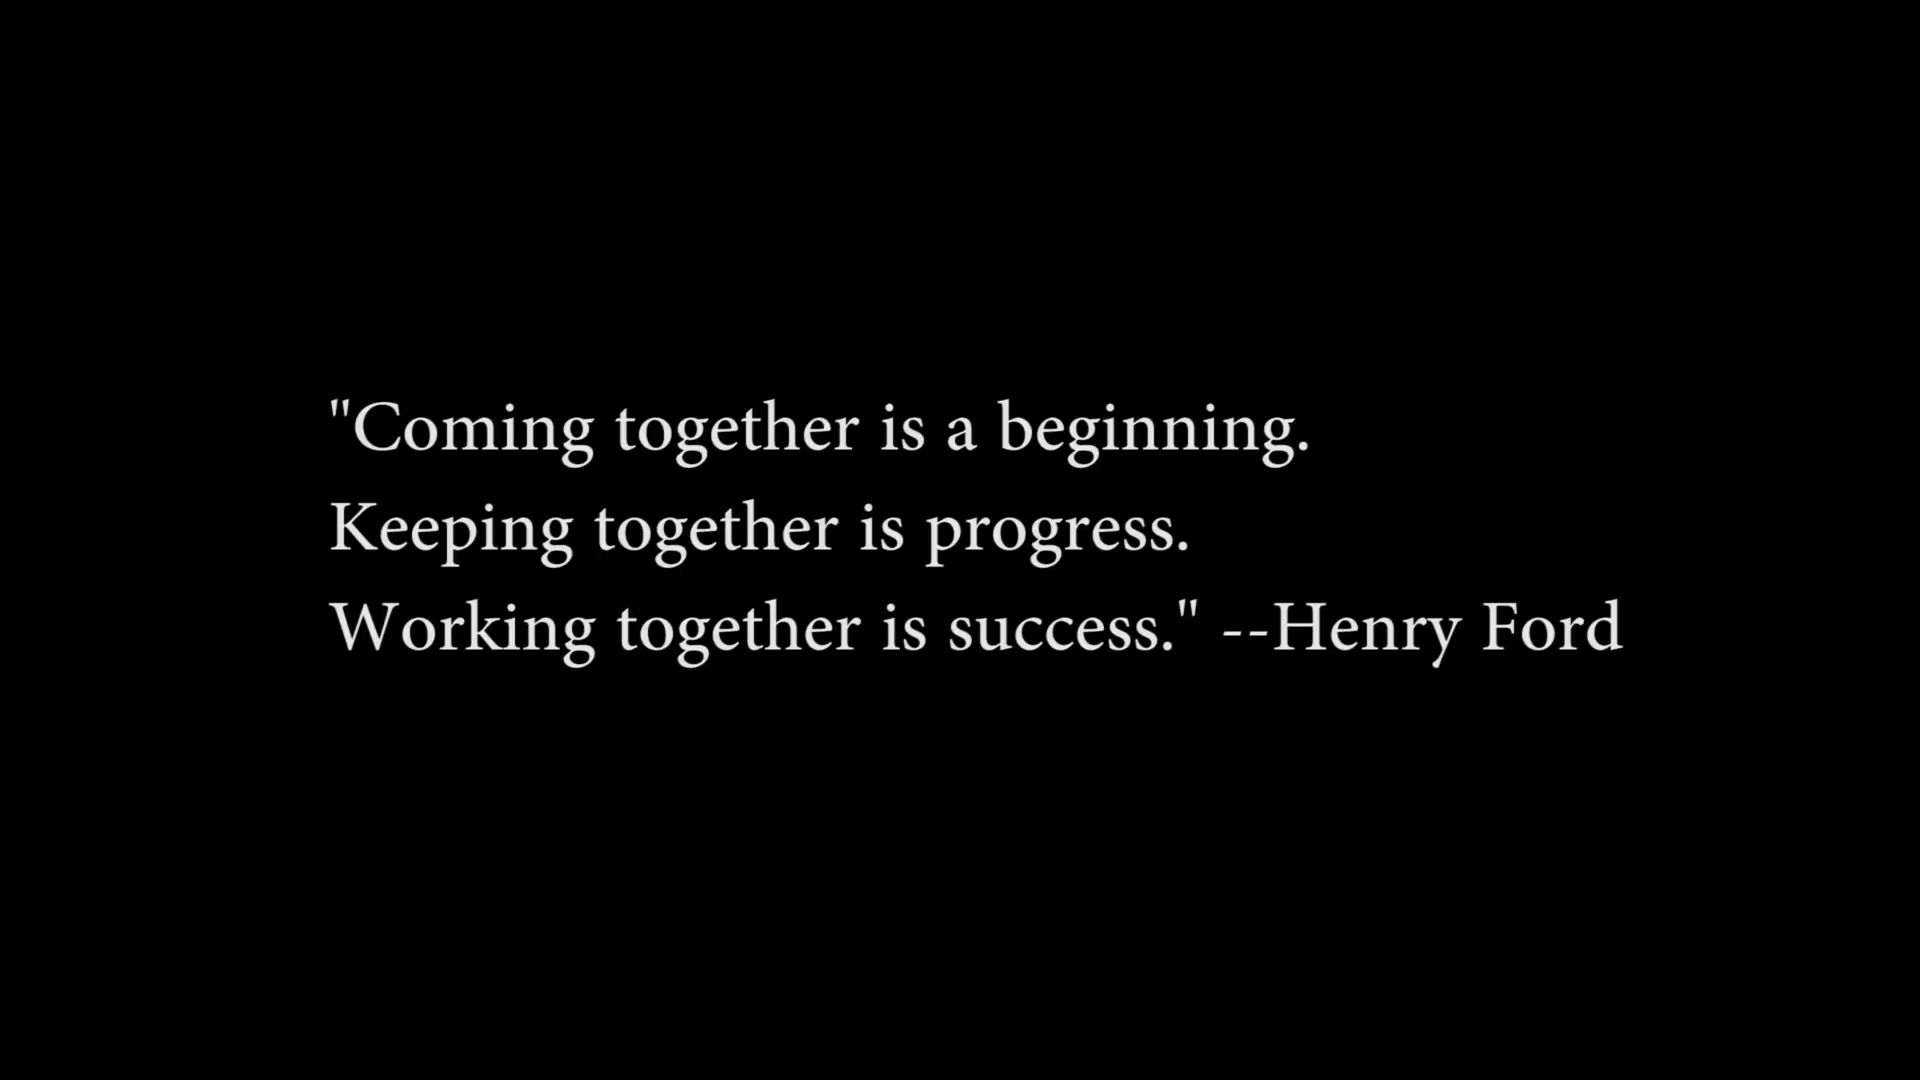 "Coming together is a beginning.
Keeping together is progress.
Working together is success." --Henry Ford